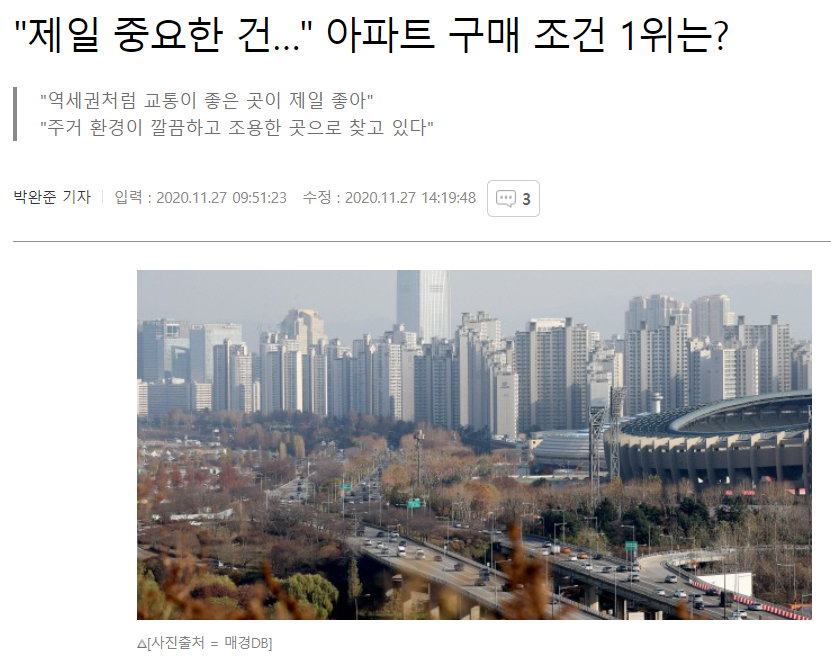 "제일 중요한 건…" 아파트 구매 조건 1위는?
"역세권처럼 교통이 좋은 곳이 제일 좋아"
"주거 환경이 깔끔하고 조용한 곳으로 찾고 있다"
박완준 기자 입력 : 2020.11.27 09:51:23 수정 : 2020.11.27 14:19:48 3
△[사진출처 = 매경DB]